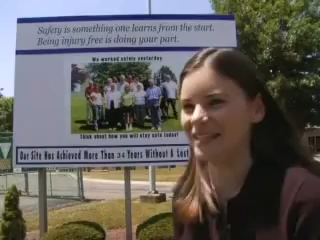 Safety is something one learns from the start.
Being injury free is doing your part.
We worked safely yesterday
Think about how you will stay safe today!
Our Site Has Achieved More Than 34 Years Without A Lost